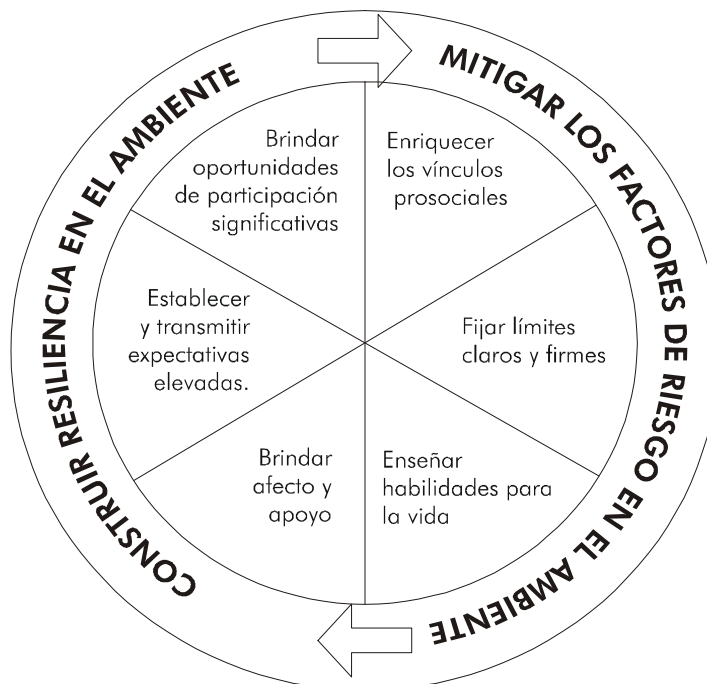 CONSTRUIR RESILIENCIA EN EL AMBIENTE
MITIGAR LOS FACTORES DE RIESGO EN EL AMBIENTE
Brindar
oportunidades
de participación
significativas
Enriquecer
los vínculos
prosociales
Establecer
y transmitir
expectativas
elevadas.
Fijar límites
claros y firmes
Brindar
afecto y
apoyo
Enseñar
habilidades para
la vida